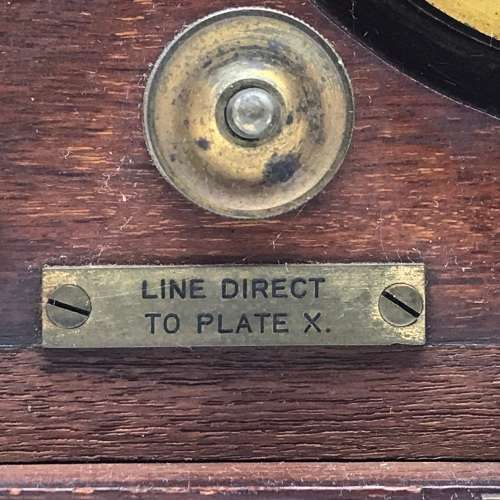 LINE DIRECT
TO PLATE X.